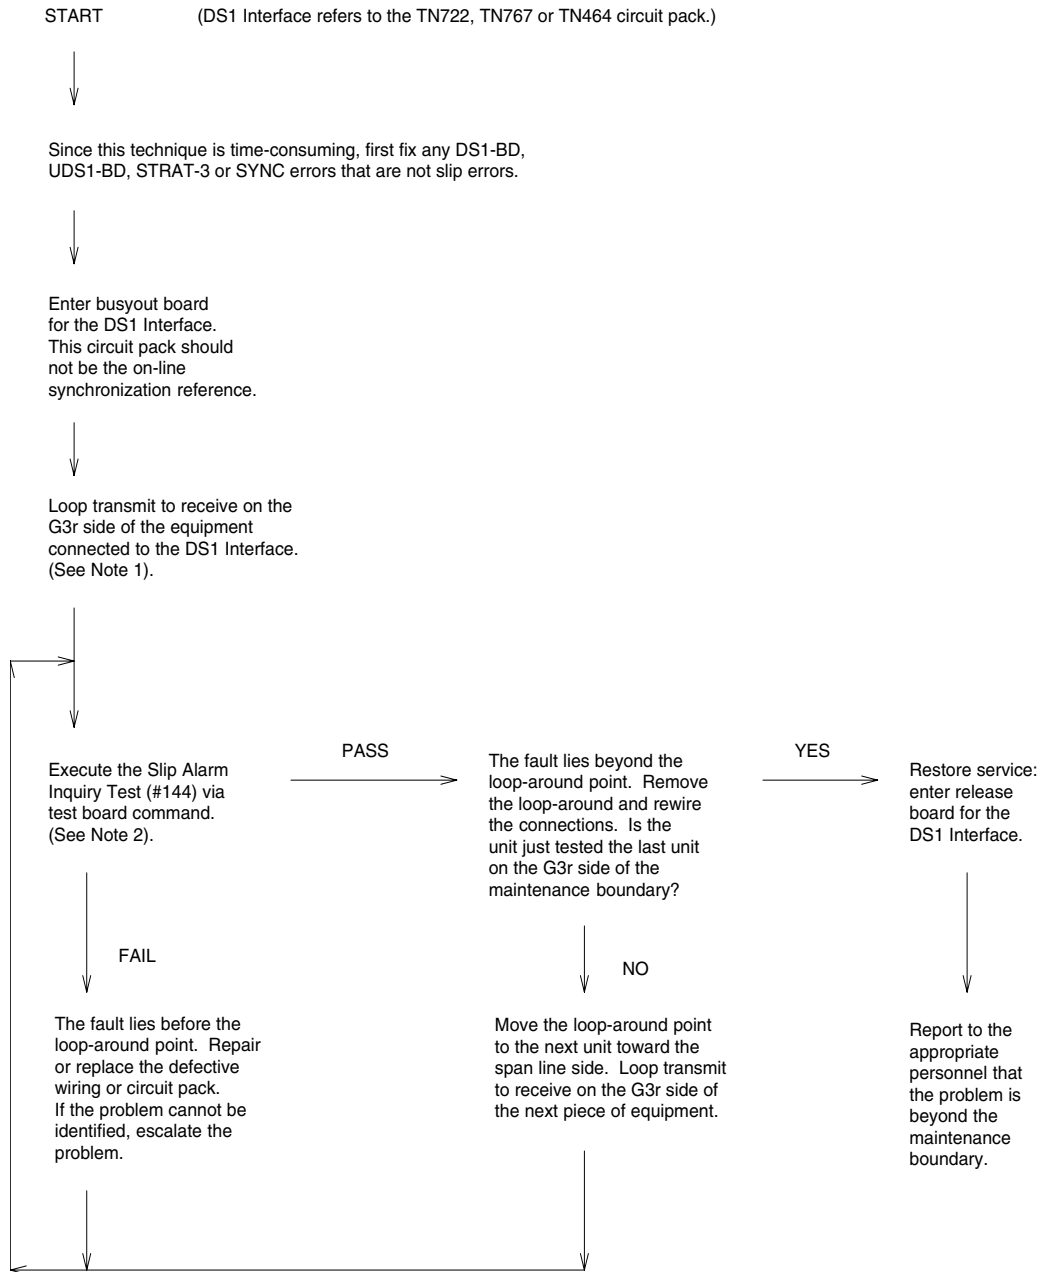 START
(DS1 Interface refers to the TN722, TN767 or TN464 circuit pack.)
Since this technique is time-consuming, first fix any DS1-BD,
UDS1-BD, STRAT-3 or SYNC errors that are not slip errors.
Enter busyout board
for the DS1 Interface.
This circuit pack should
not be the on-line
synchronization reference.
Loop transmit to receive on the
G3r side of the equipment
connected to the DS1 Interface.
(See Note 1).
Execute the Slip Alarm
Inquiry Test (#144) via
test board command.
(See Note 2).
PASS
The fault lies beyond the
loop-around point. Remove
the loop-around and rewire
the connections. Is the
unit just tested the last unit
on the G3r side of the
maintenance boundary?
YES
Restore service:
enter release
board for the
DS1 Interface.
FAIL
NO
The fault lies before the
loop-around point. Repair
or replace the defective
wiring or circuit pack.
If the problem cannot be
identified, escalate the
problem.
Move the loop-around point
to the next unit toward the
span line side. Loop transmit
to receive on the G3r side of
the next piece of equipment.
Report to the
appropriate
personnel that
the problem is
beyond the
maintenance
boundary.